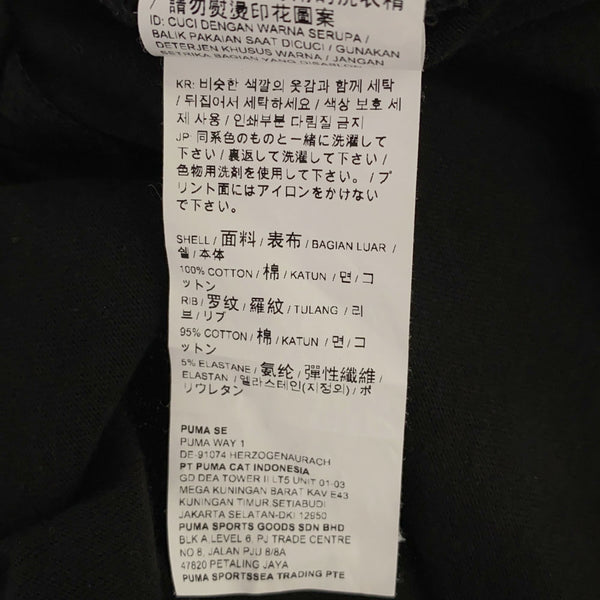 請勿熨燙印花圖案
ID: CUCI DENGAN WARNA SERUPA /
BALIK PAKAIAN SAAT DICUCI / GUNAKAN
DETERJEN KHUSUS WARNA / JANGAN
SETRIKA BAGIAN YANG DISABLON
KR: 비슷한 색깔의 옷감과 함께 세탁
/ 뒤집어서 세탁하세요 / 색상 보호 세
제 사용 / 인쇄부분 다림질 금지
JP: 同系色のものと一緒に洗濯して
下さい / 裏返して洗濯して下さい /
色物用洗剤を使用して下さい。 / プ
リント面にはアイロンをかけない
で下さい。
SHELL / 面料 / 表布 / BAGIAN LUAR /
쉘 / 本体
100% COTTON / 棉 / KATUN / 면 / コ
ットン
RIB / 罗纹 / 羅紋 / TULANG / 리
브 / リブ
95% COTTON / 棉 / KATUN / 면 / コ
ットン
5% ELASTANE / 氨纶 / 彈性纖維 /
ELASTAN / 엘라스테인(지정외) / ポ
リウレタン
PUMA SE
PUMA WAY 1
DE-91074 HERZOGENAURACH
PT PUMA CAT INDONESIA
GD DEA TOWER II LT5 UNIT 01-03
MEGA KUNINGAN BARAT KAV E43
KUNINGAN TIMUR SETIABUDI
JAKARTA SELATAN-DKI 12950
PUMA SPORTS GOODS SDN BHD
BLK A LEVEL 6, PJ TRADE CENTRE
NO 8, JALAN PJU 8/8A
47820 PETALING JAYA
PUMA SPORTSSEA TRADING PTE